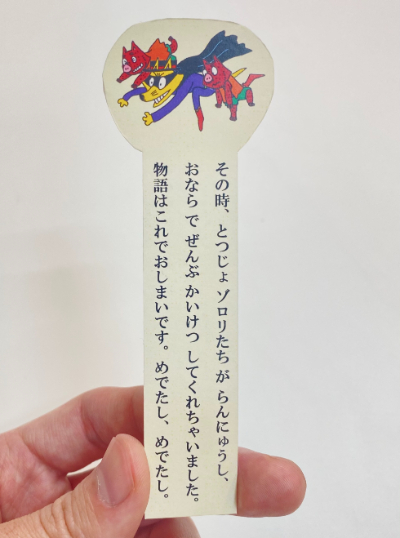 その時、とつじょ ゾロリたち が らんにゅうし、
おなら で ぜんぶ かいけつ してくれちゃいました。
物語はこれでおしまいです。めでたし、めでたし。